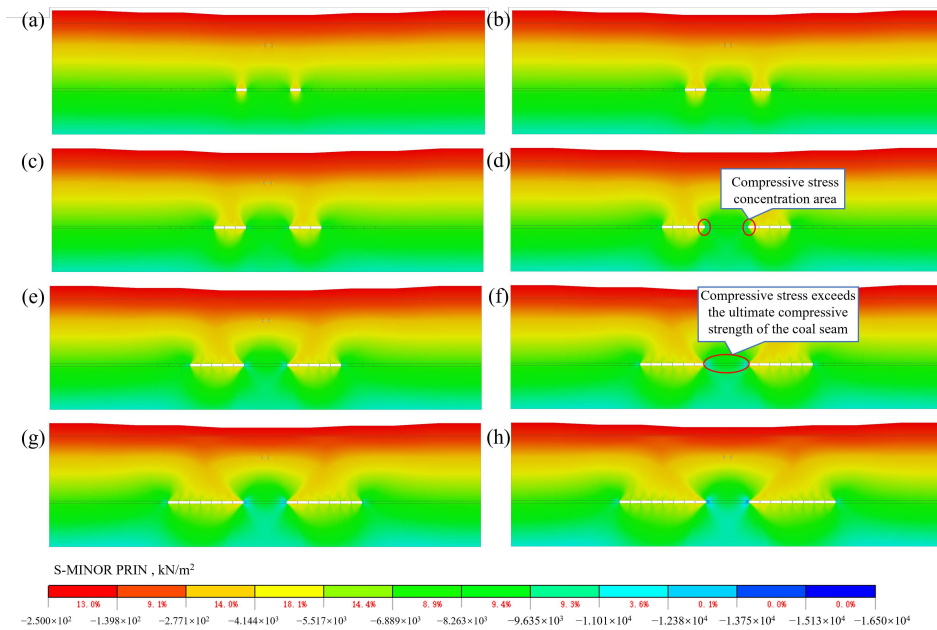 (a)
(b)
(c)
(d)
Compressive stress
concentration area
(e)
(f)
Compressive stress exceeds
the ultimate compressive
strength of the coal seam
(g)
(h)
S-MINOR PRIN , kN/m²
13.0% 9.1% 14.0% 18.1% 14.4% 8.9% 9.4% 9.3% 3.6% 0.1% 0.0% 0.0%
−2.500×10² −1.398×10² −2.771×10² −4.144×10³ −5.517×10³ −6.889×10³ −8.263×10³ −9.635×10³ −1.101×10⁴ −1.238×10⁴ −1.375×10⁴ −1.513×10⁴ −1.650×10⁴